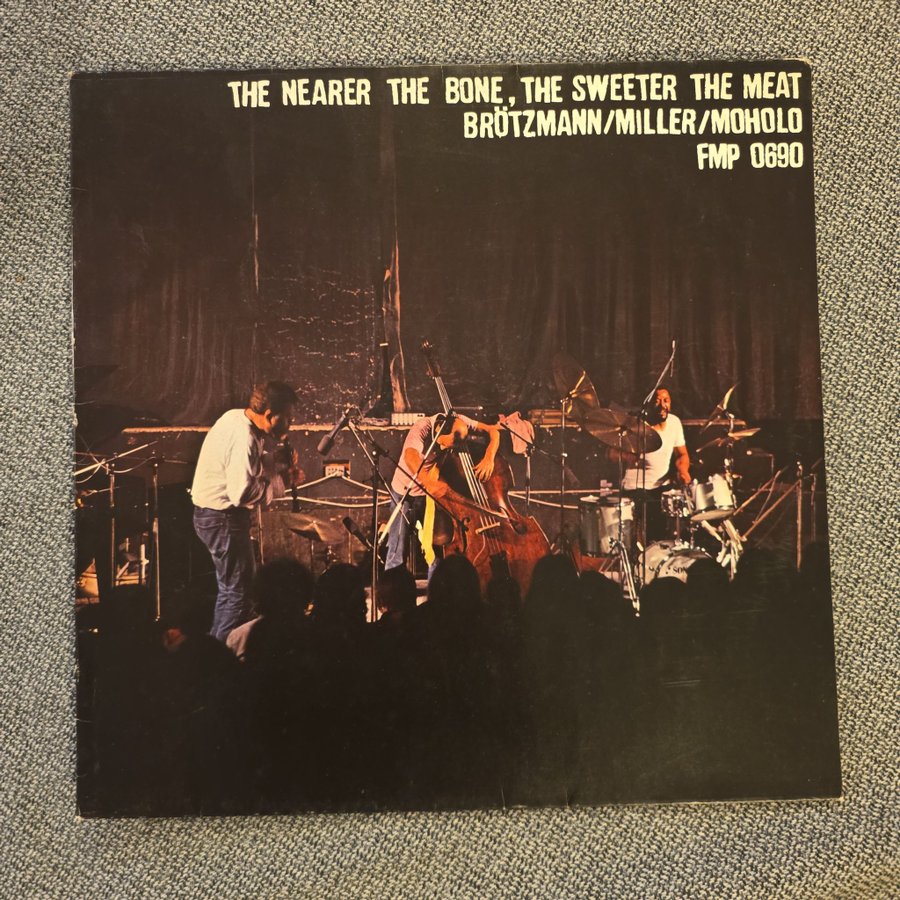 THE NEARER THE BONE, THE SWEETER THE MEAT
BRÖTZMANN/MILLER/MOHOLO
FMP 0690